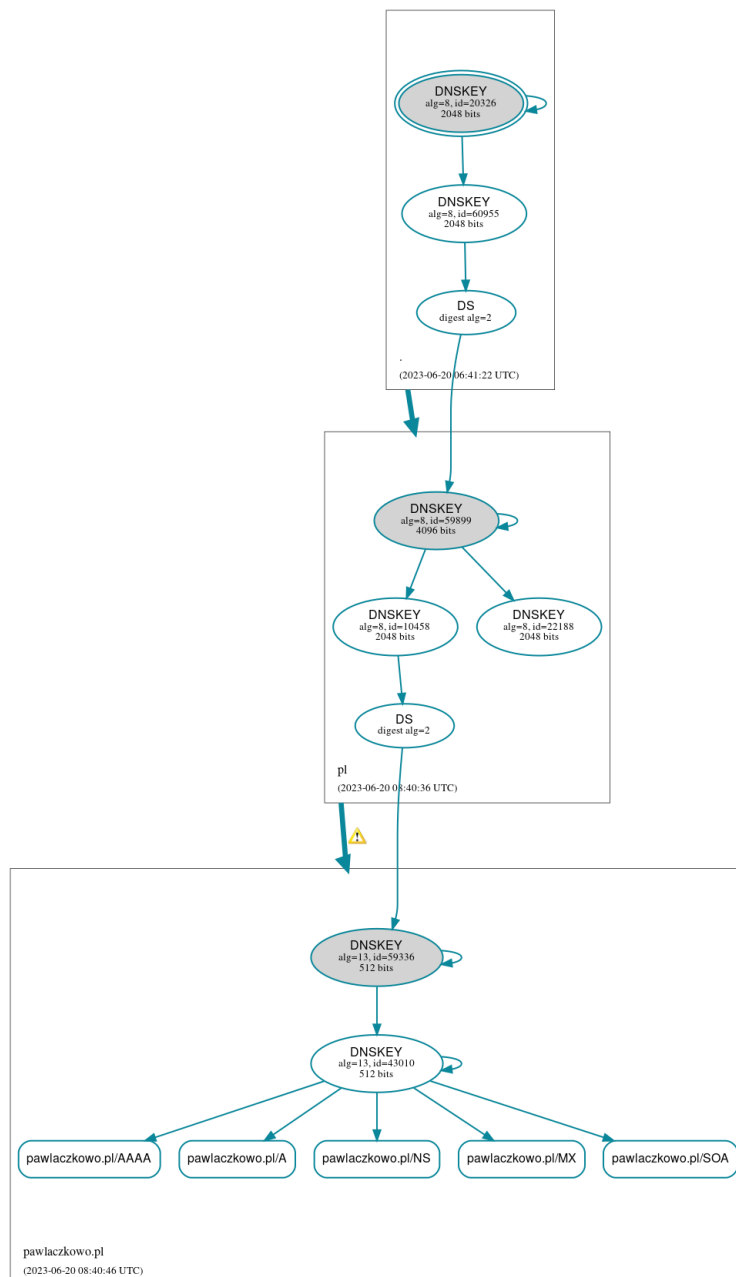 DNSKEY
alg=8, id=20326
2048 bits
DNSKEY
alg=8, id=60955
2048 bits
DS
digest alg=2
.
(2023-06-20 06:41:22 UTC)
DNSKEY
alg=8, id=59899
4096 bits
DNSKEY
alg=8, id=10458
2048 bits
DNSKEY
alg=8, id=22188
2048 bits
DS
digest alg=2
pl
(2023-06-20 08:40:36 UTC)
DNSKEY
alg=13, id=59336
512 bits
DNSKEY
alg=13, id=43010
512 bits
pawlaczkowo.pl/AAAA
pawlaczkowo.pl/A
pawlaczkowo.pl/NS
pawlaczkowo.pl/MX
pawlaczkowo.pl/SOA
pawlaczkowo.pl
(2023-06-20 08:40:46 UTC)